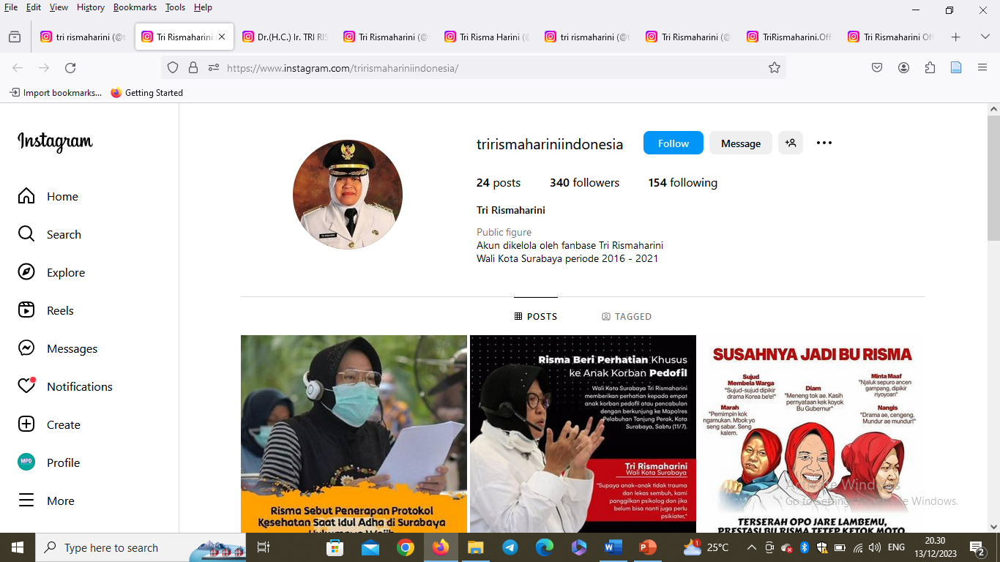 File Edit View History Bookmarks Tools Help
tri rismaharini (@t
Tri Rismaharini
Dr.(H.C.) Ir. TRI RIS
Tri Rismaharini (@
Tri Risma Harini (@
tri rismaharini (@t
Tri Rismaharini (@
TriRismaharini.Off
Tri Rismaharini Off
https://www.instagram.com/tririsمahariniindonesia/
Import bookmarks...
Getting Started
Instagram
Home
Search
Explore
Reels
Messages
Notifications
Create
MPD
Profile
More
trirismahariniindonesia
Follow
Message
24 posts
340 followers
154 following
Tri Rismaharini
Public figure
Akun dikelola oleh fanbase Tri Rismaharini
Wali Kota Surabaya periode 2016 - 2021
POSTS
TAGGED
Risma Sebut Penerapan Protokol
Kesehatan Saat Idul Adha di Surabaya
Risma Beri Perhatian Khusus
ke Anak Korban Pedofil
Wali Kota Surabaya Tri Rismaharini
memberikan perhatian kepada empat
anak korban pedofil atau pencabulan
dengan berkunjung ke Mapolres
Pelabuhan Tanjung Perak, Kota
Surabaya, Sabtu (11/7).
Tri Rismaharini
Wali Kota Surabaya
"Supaya anak-anak tidak trauma
dan lekas sembuh, kami
panggilkan psikolog dan jika
belum bisa nanti juga perlu
psikiater,"
SUSAHNYA JADI BU RISMA
Sujud
Membela Warga
"Sujud-sujud dipikir
drama Korea be'e!"
Marah
"Pemimpin kok
ngamukan. Mbok yo
seng sabar. Seng
kalem.
Diam
"Meneng tok ae. Kasih
pernyataan kek koyok
Bu Gubernur"
Minta Maaf
"Njaluk sepuro ancen
gampang, dipikir
riyoyoan"
Nangis
"Drama ae, cengeng.
Mundur ae mundur!"
TERSERAH OPO JARE LAMBEMU,
PRESTASI BU RISMA TETEP KETOK MOTO
Activate Windows
Go to Settings to activate Windows.
Type here to search
25°C
ENG
20.30
13/12/2023
2